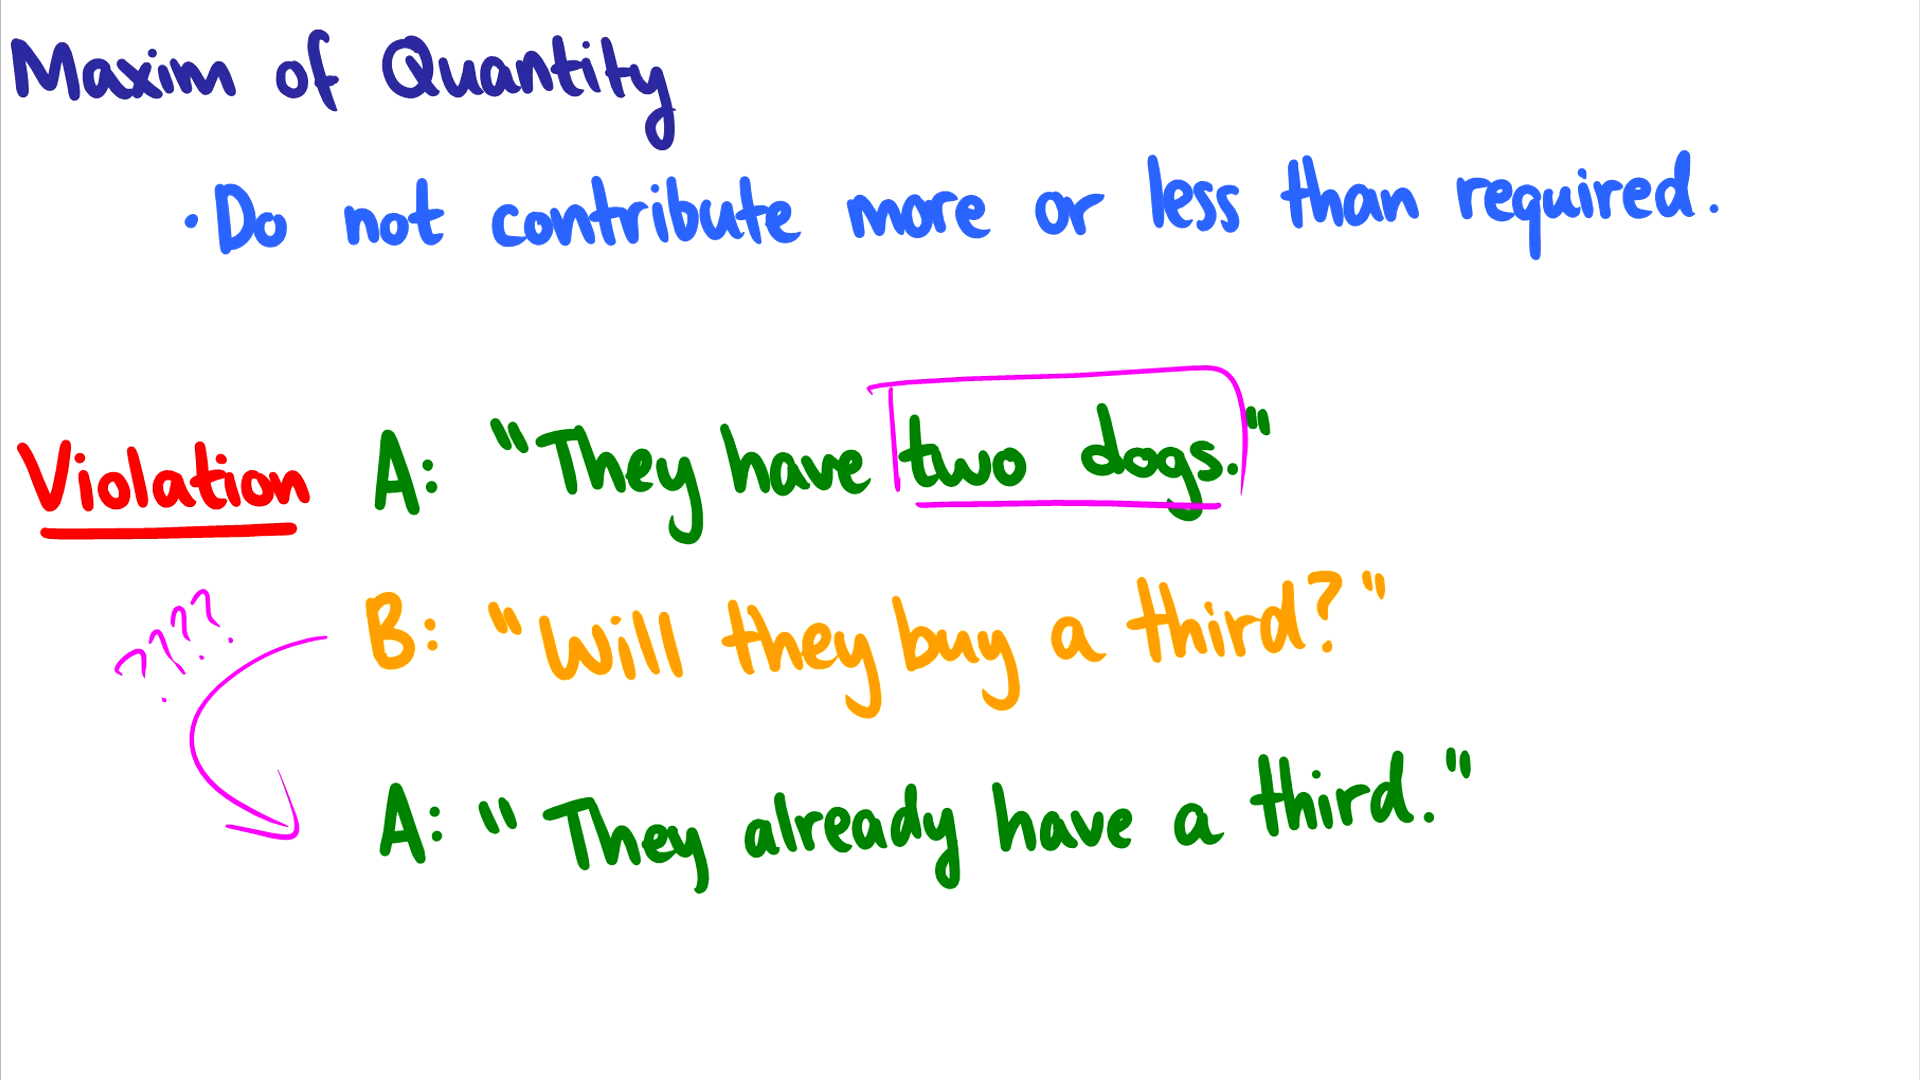 Maxim of Quantity
· Do not contribute more or less than required.
Violation A: "They have two dogs."
????
B: "Will they buy a third?"
A: "They already have a third."